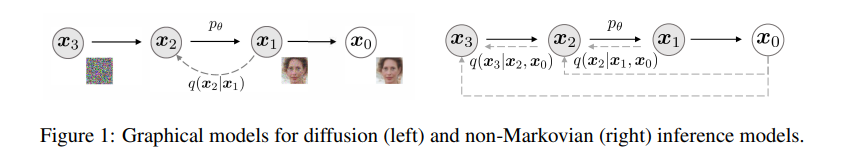 x₃ x₂ pθ x₁ x₀
q(x₂|x₁)
x₃ x₂ pθ x₁ x₀
q(x₃|x₂, x₀) q(x₂|x₁, x₀)
Figure 1: Graphical models for diffusion (left) and non-Markovian (right) inference models.